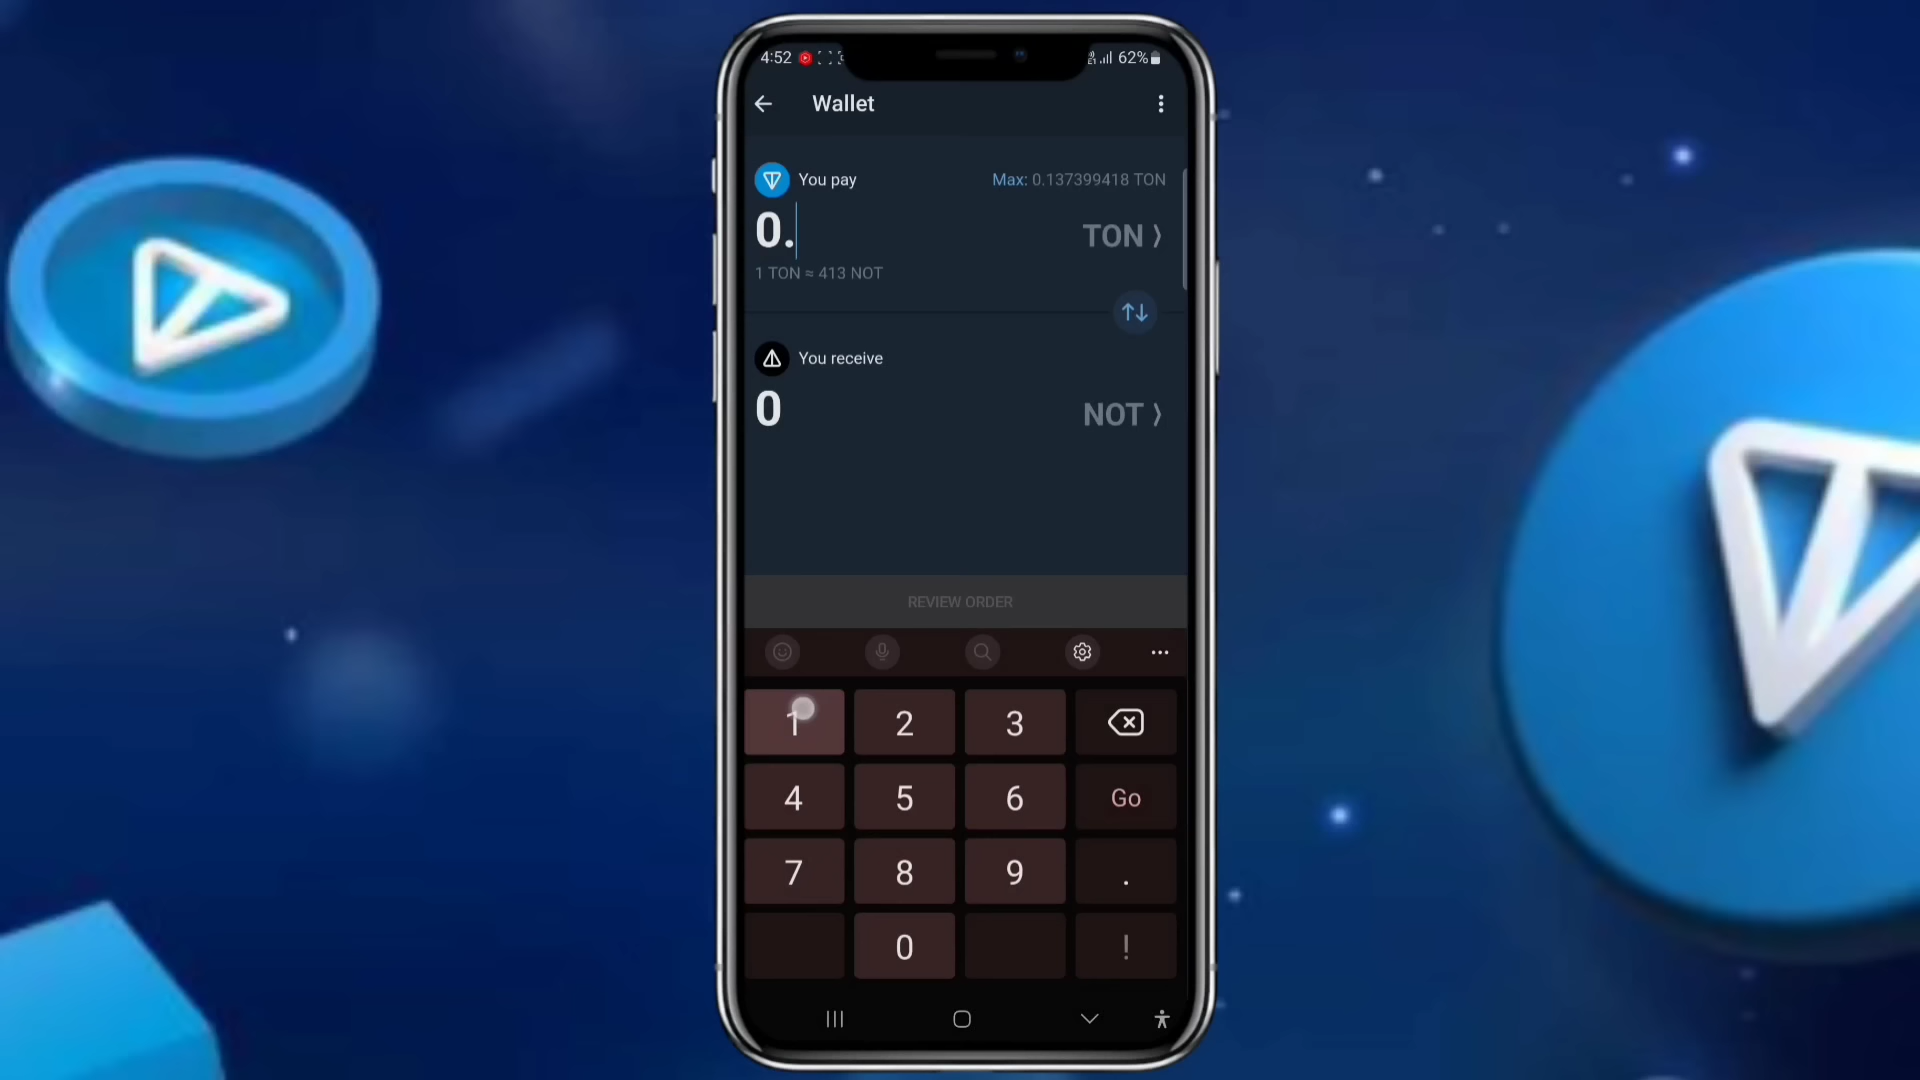 4:52
62%
Wallet
You pay
Max: 0.137399418 TON
0.
TON
1 TON ≈ 413 NOT
You receive
0
NOT
REVIEW ORDER
1 2 3
4 5 6 Go
7 8 9 .
0 !